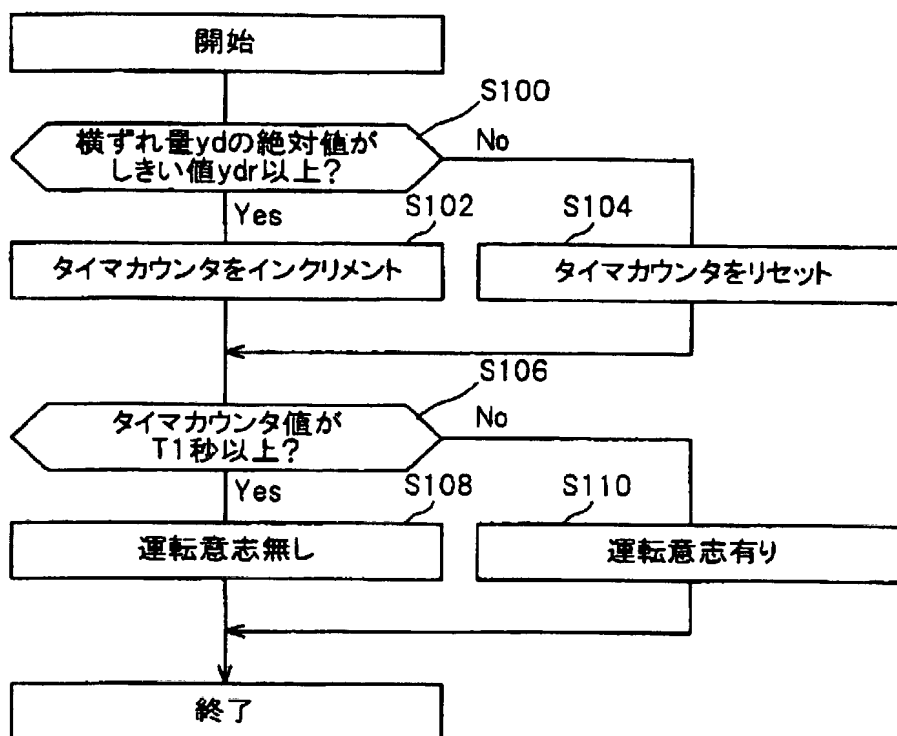 開始
S100
横ずれ量ydの絶対値が
しきい値ydr以上?
No
Yes
S102
S104
タイマカウンタをインクリメント
タイマカウンタをリセット
S106
タイマカウンタ値が
T1秒以上?
No
Yes
S108
S110
運転意志無し
運転意志有り
終了